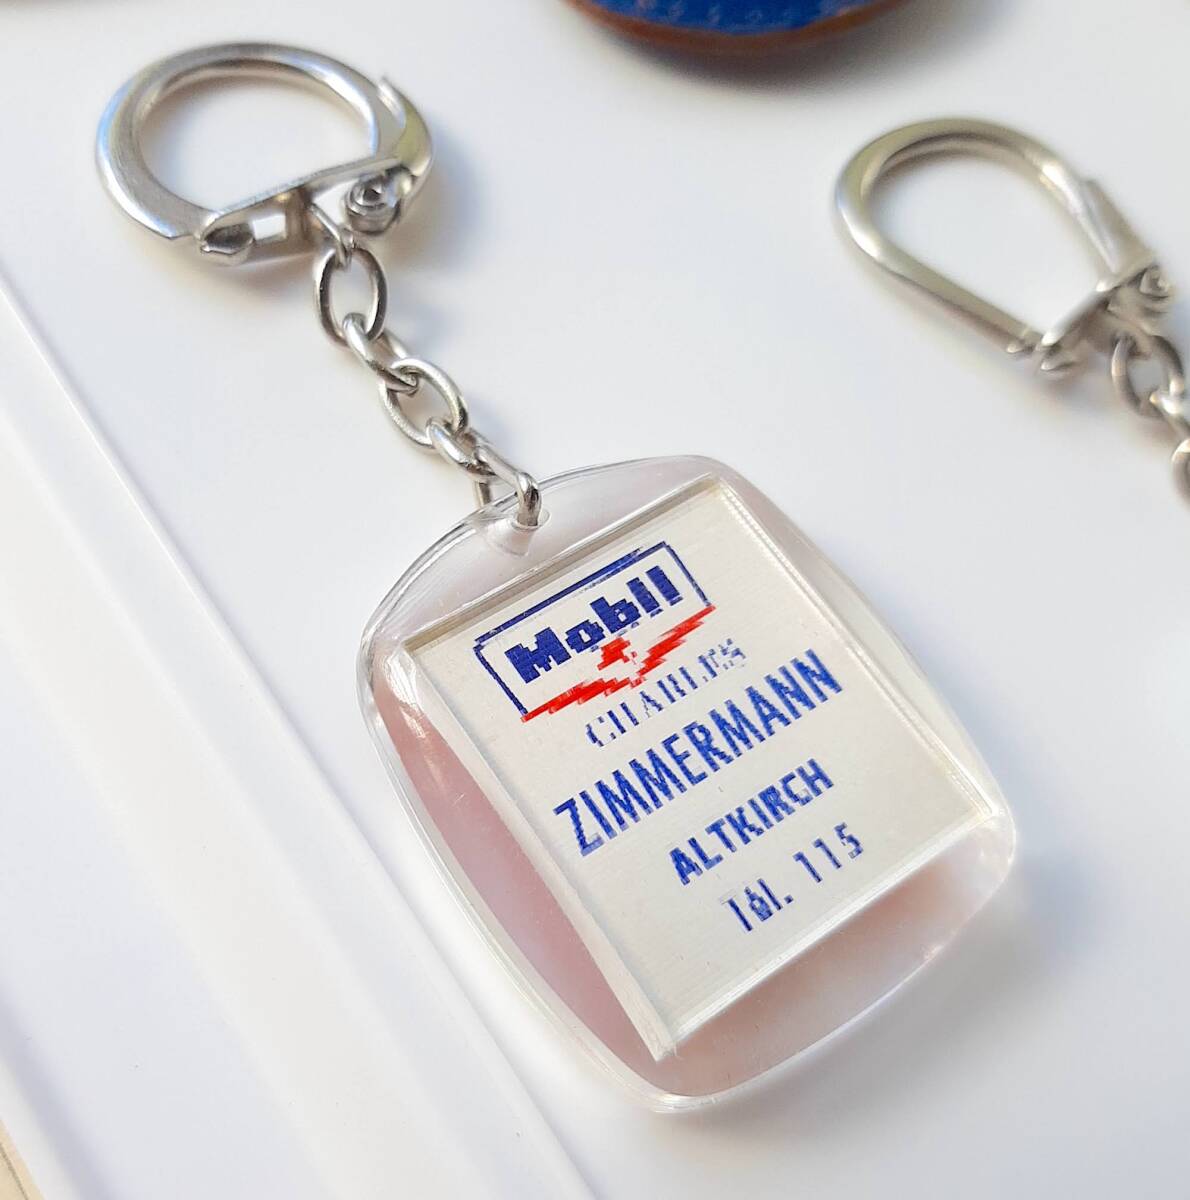 Mobil
CHARLES
ZIMMERMANN
ALTKIRCH
Tél. 115